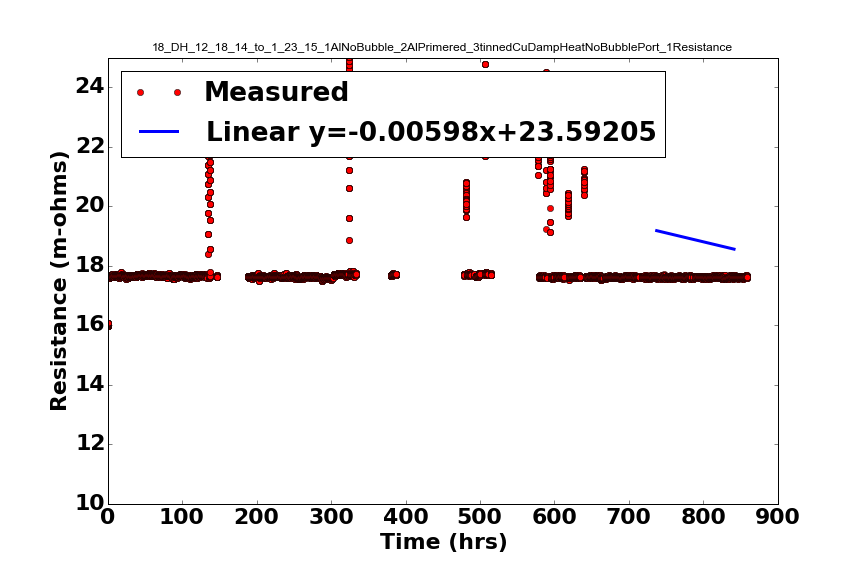 18_DH_12_18_14_to_1_23_15_1AlNoBubble_2AlPrimered_3tinnedCuDampHeatNoBubblePort_1Resistance
Measured
Linear y=-0.00598x+23.59205
24
22
20
18
16
14
12
10
Resistance (m-ohms)
0 100 200 300 400 500 600 700 800 900
Time (hrs)